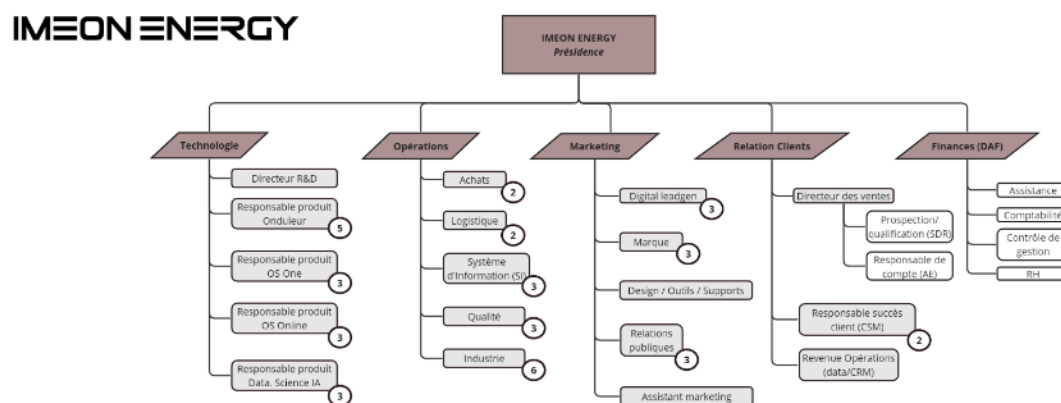 IMEON ENERGY
IMEON ENERGY
Présidence
Technologie
Directeur R&D
Responsable produit
Onduleur
5
Responsable produit
OS One
3
Responsable produit
OS Online
3
Responsable produit
Data. Science IA
3
Opérations
Achats
2
Logistique
2
Système
d'Information (SI)
3
Qualité
3
Industrie
6
Marketing
Digital leadgen
3
Marque
3
Design / Outils / Supports
Relations
publiques
3
Assistant marketing
Relation Clients
Directeur des ventes
Prospection/
qualification (SDR)
Responsable de
compte (AE)
Responsable succès
client (CSM)
2
Revenue Opérations
(data/CRM)
Finances (DAF)
Assistance
Comptabilité
Contrôle de
gestion
RH